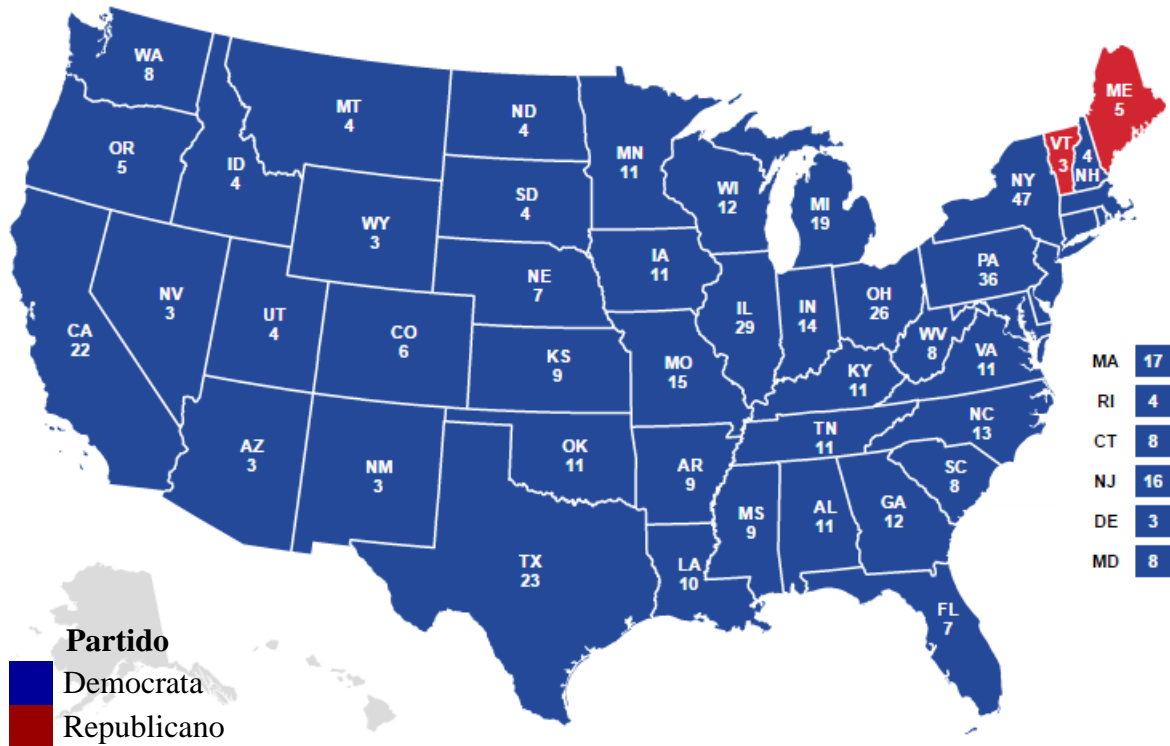 WA
8
OR
5
CA
22
NV
3
ID
4
MT
4
WY
3
UT
4
AZ
3
CO
6
NM
3
ND
4
SD
4
NE
7
KS
9
OK
11
TX
23
MN
11
IA
11
MO
15
AR
9
LA
10
WI
12
IL
29
MI
19
IN
14
OH
26
KY
11
TN
11
MS
9
AL
11
GA
12
FL
7
SC
8
NC
13
VA
11
WV
8
PA
36
NY
47
VT
3
4
NH
ME
5
MA 17
RI 4
CT 8
NJ 16
DE 3
MD 8
Partido
Democrata
Republicano